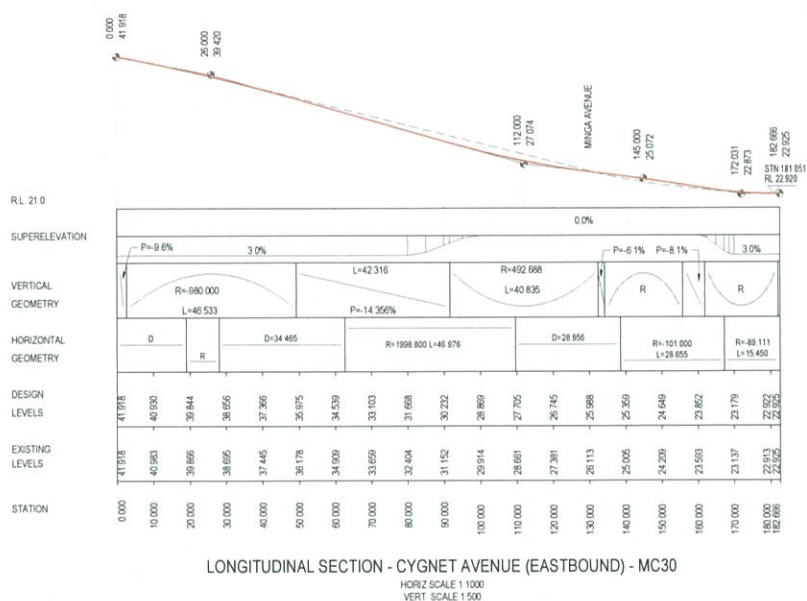 0 000
41 918
26 000
39 420
112 000
27 074
MINGA AVENUE
145 000
25 072
172 031
22 873
182 666
22 925
STN 181 051
RL 22 920
R.L. 21.0
0.0%
SUPERELEVATION
P=-9.6%
3.0%
P=-6.1%
P=-8.1%
3.0%
VERTICAL
GEOMETRY
R=-980.000
L=46.533
L=42.316
P=-14.356%
R=492.688
L=40.835
R
R
HORIZONTAL
GEOMETRY
D
R
D=34.465
R=1998.800 L=46.976
D=28.956
R=-101.000
L=28.655
R=-89.111
L=15.450
DESIGN
LEVELS
41.918 40.930 39.844 38.656 37.366 35.975 34.539 33.103 31.668 30.232 28.869 27.705 26.745 25.988 25.359 24.649 23.852 23.179 22.922 22.925
EXISTING
LEVELS
41.918 40.983 39.866 38.695 37.445 36.178 34.909 33.659 32.404 31.152 29.914 28.661 27.381 26.113 25.005 24.209 23.593 23.137 22.913 22.925
STATION
0.000 10.000 20.000 30.000 40.000 50.000 60.000 70.000 80.000 90.000 100.000 110.000 120.000 130.000 140.000 150.000 160.000 170.000 180.000 182.666
LONGITUDINAL SECTION - CYGNET AVENUE (EASTBOUND) - MC30
HORIZ SCALE 1:1000
VERT SCALE 1:500